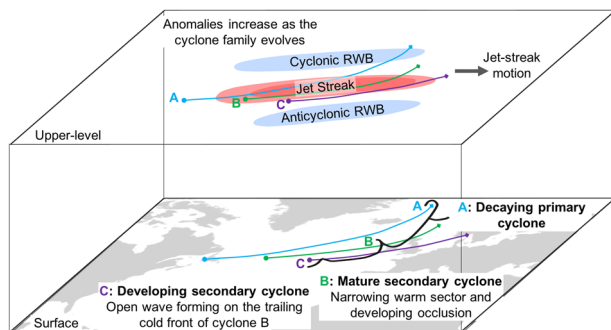 Anomalies increase as the
cyclone family evolves
Cyclonic RWB
Jet-streak
motion
A
Jet Streak
B
C
Anticyclonic RWB
Upper-level
A
A: Decaying primary
cyclone
B
C
C: Developing secondary cyclone
Open wave forming on the trailing
cold front of cyclone B
B: Mature secondary cyclone
Narrowing warm sector and
developing occlusion
Surface